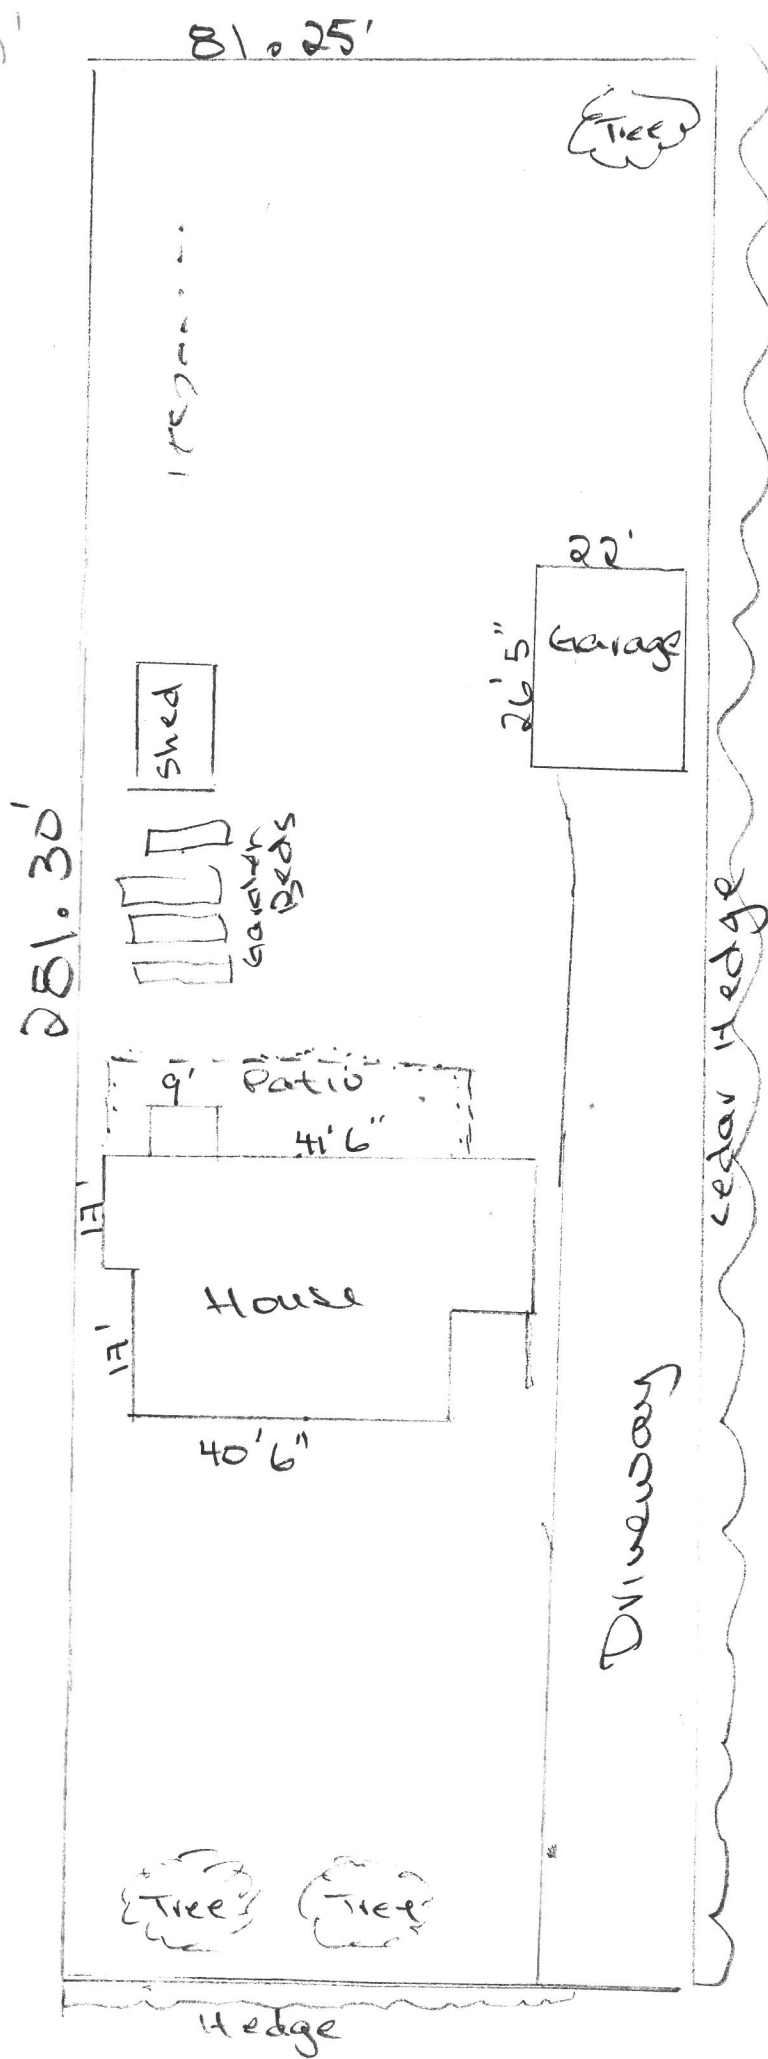 81.25'
Tree
22'
Garage
26'5"
Shed
Garden
Beds
281.30'
Cedar Hedge
9'
Patio
41'6"
17'
House
17'
40'6"
Driveway
Tree
Tree
Hedge